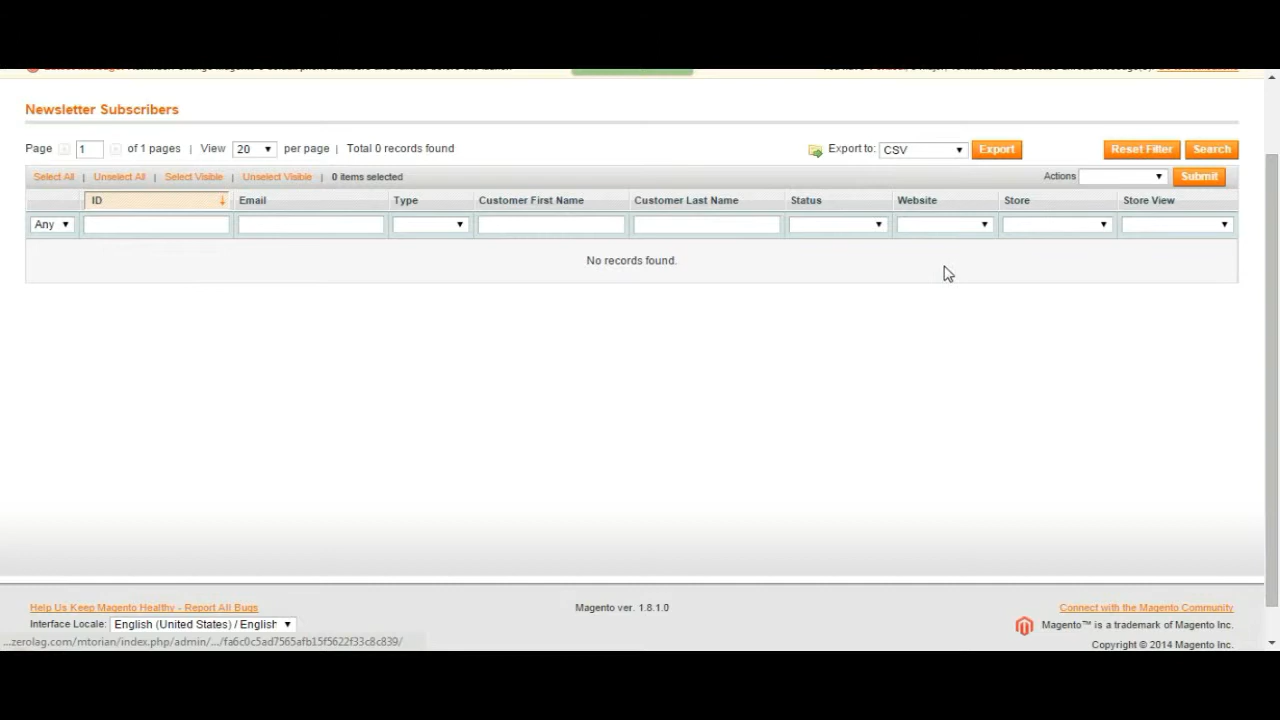 Newsletter Subscribers
Page 1 of 1 pages | View 20 per page | Total 0 records found Export to: CSV Export Reset Filter Search
Select All | Unselect All | Select Visible | Unselect Visible | 0 items selected Actions Submit
ID Email Type Customer First Name Customer Last Name Status Website Store Store View
Any
No records found.
Help Us Keep Magento Healthy - Report All Bugs Magento ver. 1.8.1.0 Connect with the Magento Community
Interface Locale: English (United States) / English Magento™ is a trademark of Magento Inc.
...zerolag.com/mtorian/index.php/admin/.../fa6c0c5ad7565afb15f5622f33c8c839/ Copyright © 2014 Magento Inc.